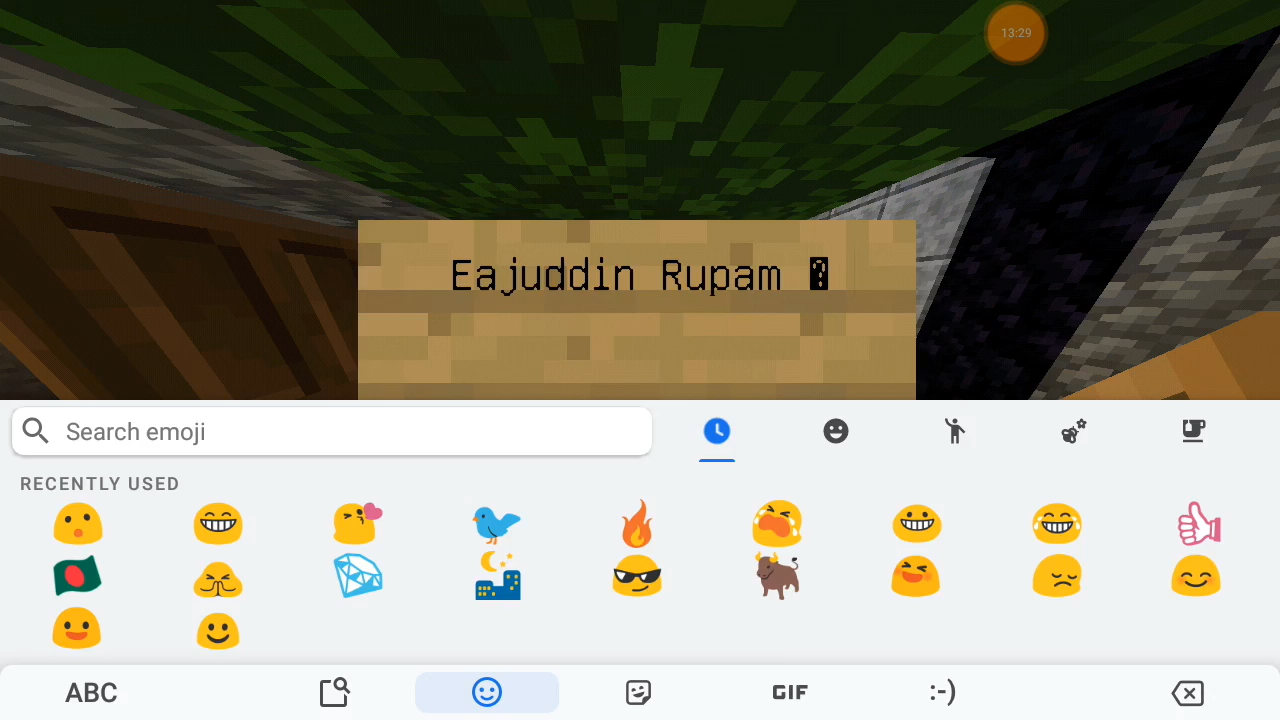 13:29
Eajuddin Rupam
Search emoji
RECENTLY USED
ABC
GIF
:-)